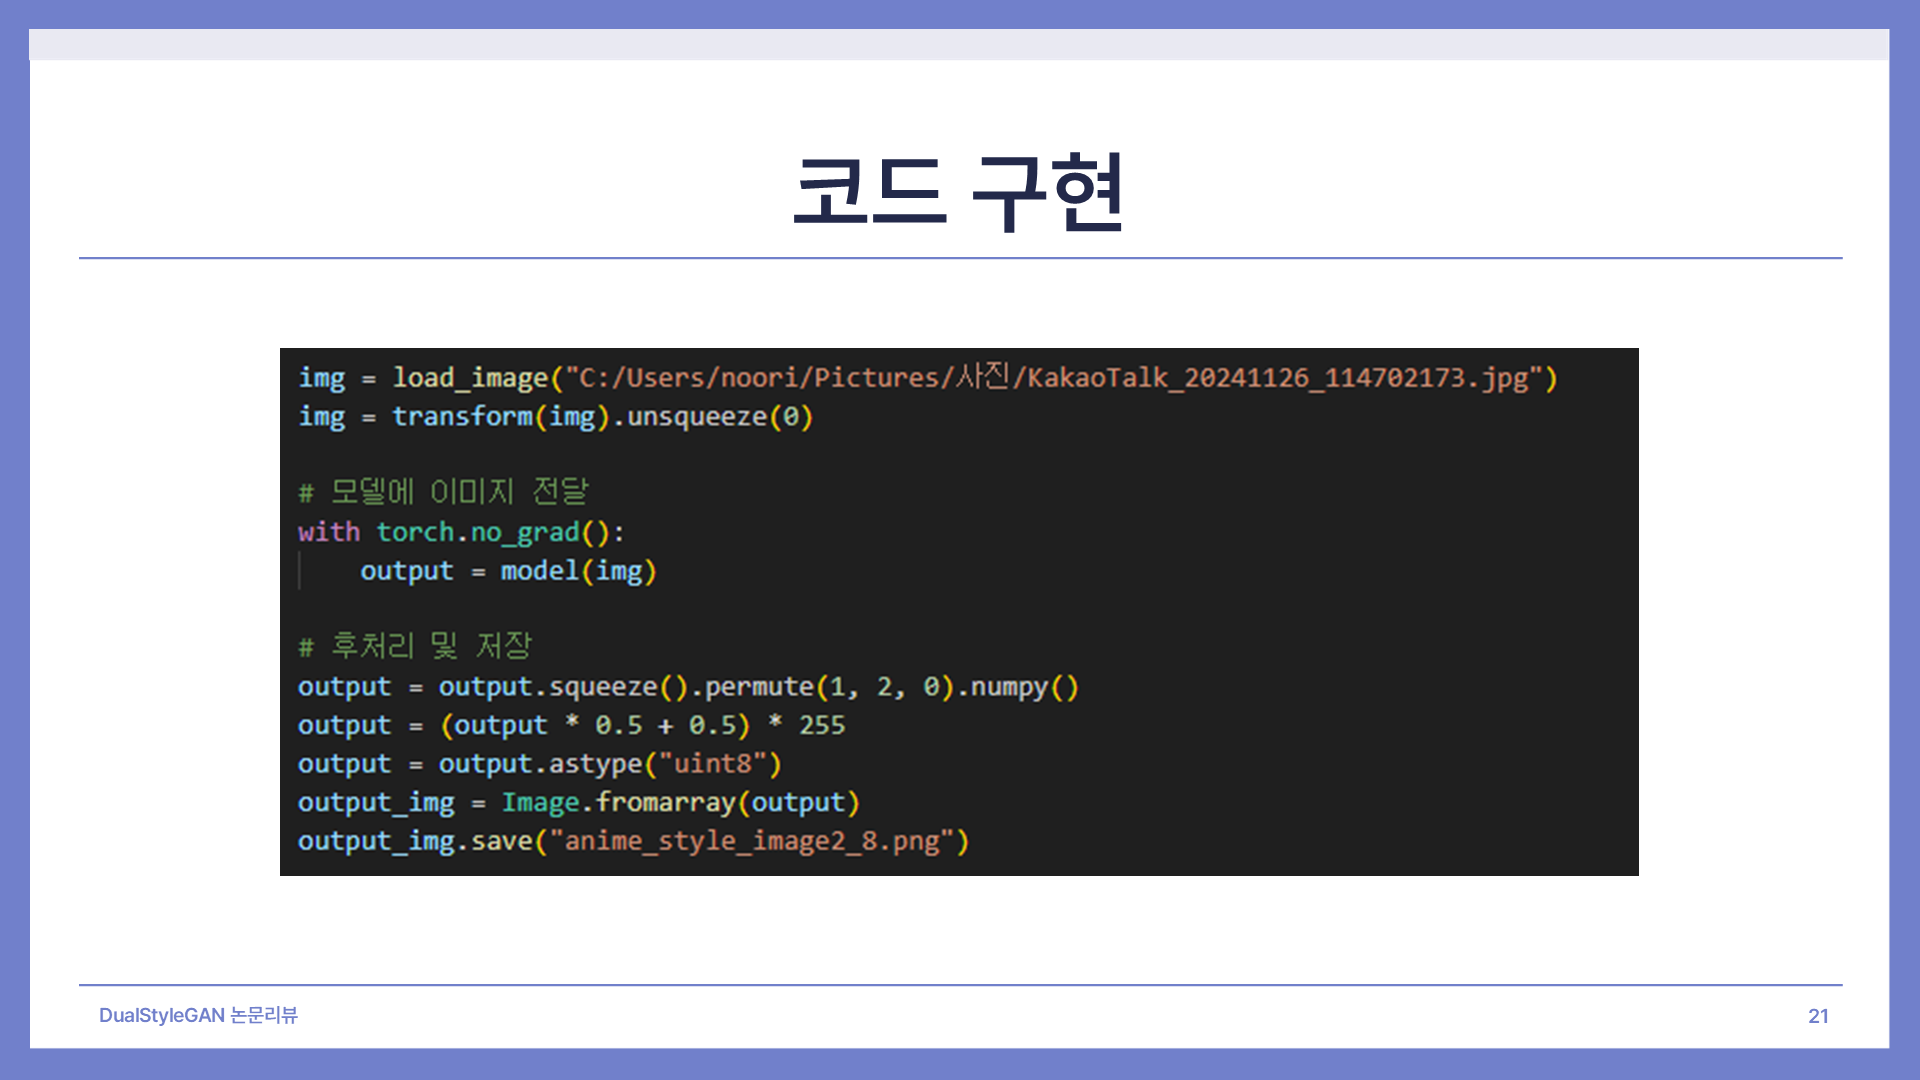 코드 구현
img = load_image("C:/Users/noori/Pictures/사진/KakaoTalk_20241126_114702173.jpg")
img = transform(img).unsqueeze(0)
# 모델에 이미지 전달
with torch.no_grad():
    output = model(img)
# 후처리 및 저장
output = output.squeeze().permute(1, 2, 0).numpy()
output = (output * 0.5 + 0.5) * 255
output = output.astype("uint8")
output_img = Image.fromarray(output)
output_img.save("anime_style_image2_8.png")
DualStyleGAN 논문리뷰
21